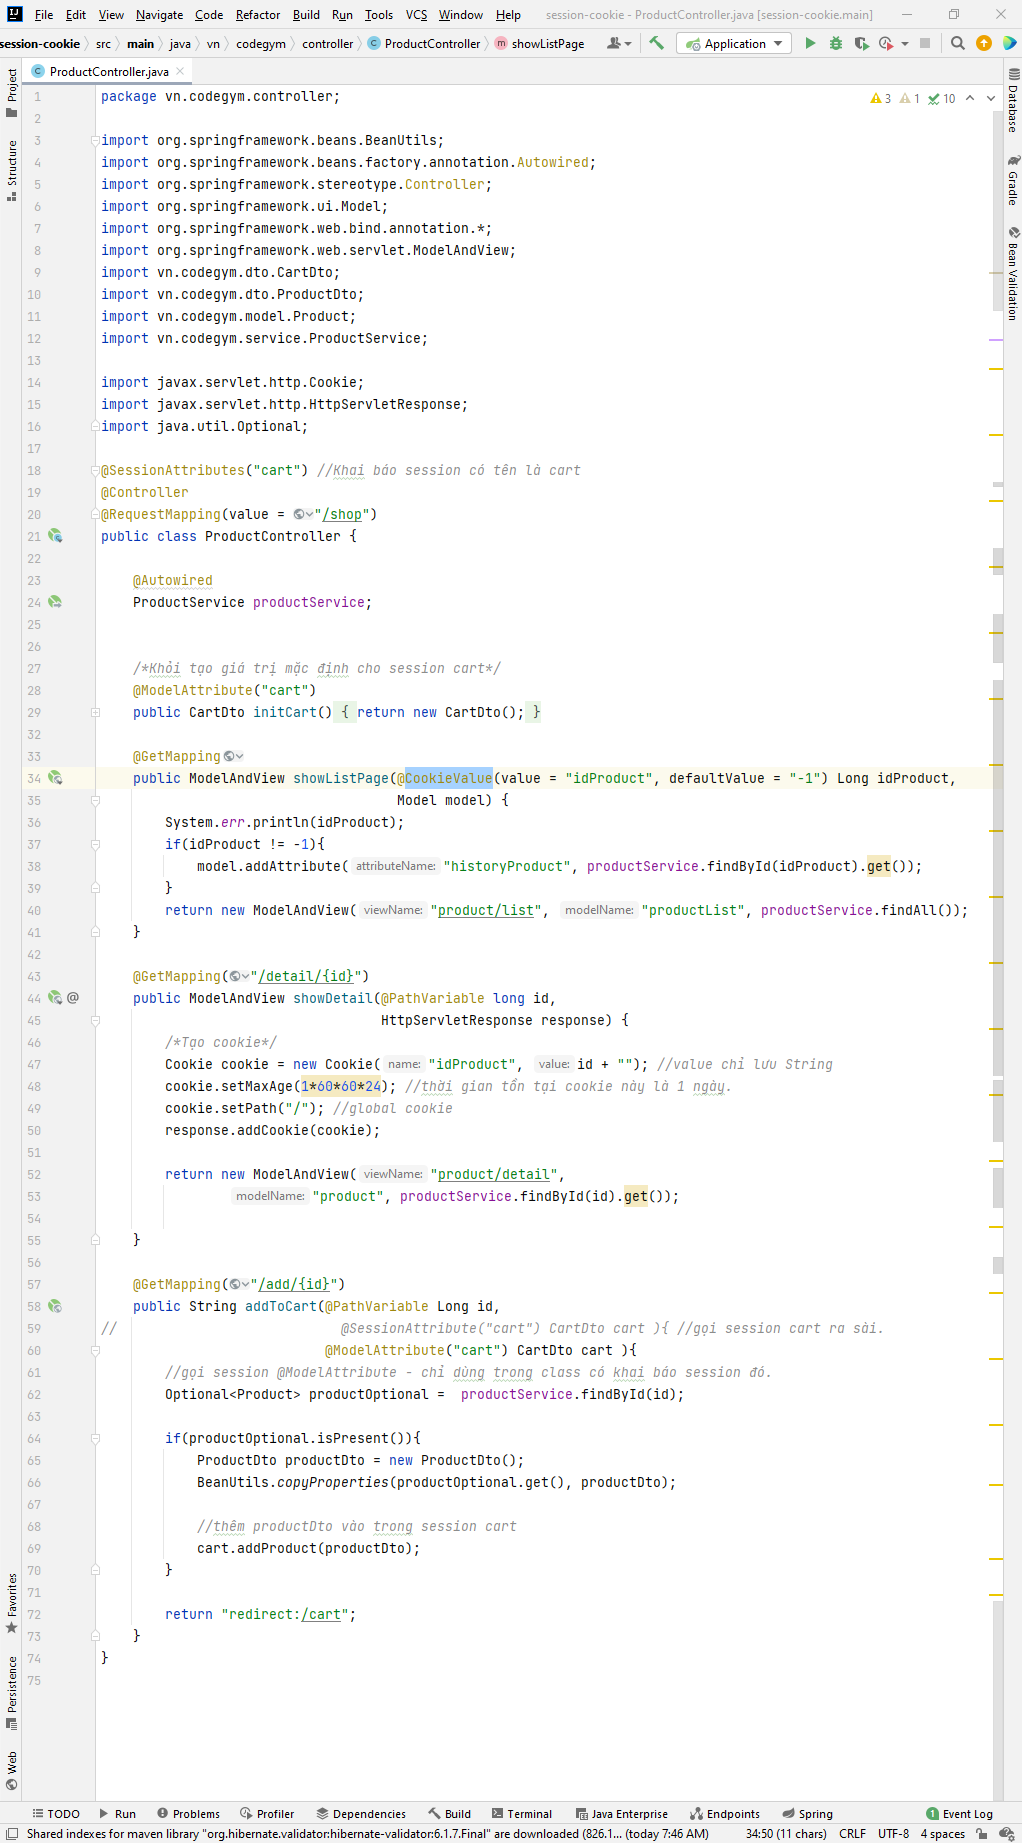 File Edit View Navigate Code Refactor Build Run Tools VCS Window Help session-cookie - ProductController.java [session-cookie.main]
session-cookie src main java vn codegym controller ProductController showListPage Application
ProductController.java
Project
Structure
Favorites
Persistence
Web
Database
Gradle
Bean Validation
3 1 10
1 package vn.codegym.controller;
2
3 import org.springframework.beans.BeanUtils;
4 import org.springframework.beans.factory.annotation.Autowired;
5 import org.springframework.stereotype.Controller;
6 import org.springframework.ui.Model;
7 import org.springframework.web.bind.annotation.*;
8 import org.springframework.web.servlet.ModelAndView;
9 import vn.codegym.dto.CartDto;
10 import vn.codegym.dto.ProductDto;
11 import vn.codegym.model.Product;
12 import vn.codegym.service.ProductService;
13
14 import javax.servlet.http.Cookie;
15 import javax.servlet.http.HttpServletResponse;
16 import java.util.Optional;
17
18 @SessionAttributes("cart") //Khai báo session có tên là cart
19 @Controller
20 @RequestMapping(value = "/shop")
21 public class ProductController {
22
23 @Autowired
24 ProductService productService;
25
26
27 /*Khỏi tạo giá trị mặc định cho session cart*/
28 @ModelAttribute("cart")
29 public CartDto initCart() { return new CartDto(); }
32
33 @GetMapping
34 public ModelAndView showListPage(@CookieValue(value = "idProduct", defaultValue = "-1") Long idProduct,
35 Model model) {
36 System.err.println(idProduct);
37 if(idProduct != -1){
38 model.addAttribute( attributeName: "historyProduct", productService.findById(idProduct).get());
39 }
40 return new ModelAndView( viewName: "product/list", modelName: "productList", productService.findAll());
41 }
42
43 @GetMapping("/detail/{id}")
44 @ public ModelAndView showDetail(@PathVariable long id,
45 HttpServletResponse response) {
46 /*Tạo cookie*/
47 Cookie cookie = new Cookie( name: "idProduct", value: id + ""); //value chỉ lưu String
48 cookie.setMaxAge(1*60*60*24); //thời gian tồn tại cookie này là 1 ngày.
49 cookie.setPath("/"); //global cookie
50 response.addCookie(cookie);
51
52 return new ModelAndView( viewName: "product/detail",
53 modelName: "product", productService.findById(id).get());
54
55 }
56
57 @GetMapping("/add/{id}")
58 public String addToCart(@PathVariable Long id,
59 // @SessionAttribute("cart") CartDto cart ){ //gọi session cart ra sài.
60 @ModelAttribute("cart") CartDto cart ){
61 //gọi session @ModelAttribute - chỉ dùng trong class có khai báo session đó.
62 Optional<Product> productOptional = productService.findById(id);
63
64 if(productOptional.isPresent()){
65 ProductDto productDto = new ProductDto();
66 BeanUtils.copyProperties(productOptional.get(), productDto);
67
68 //thêm productDto vào trong session cart
69 cart.addProduct(productDto);
70 }
71
72 return "redirect:/cart";
73 }
74 }
75
TODO Run Problems Profiler Dependencies Build Terminal Java Enterprise Endpoints Spring 1 Event Log
Shared indexes for maven library "org.hibernate.validator:hibernate-validator:6.1.7.Final" are downloaded (826.1... (today 7:46 AM) 34:50 (11 chars) CRLF UTF-8 4 spaces